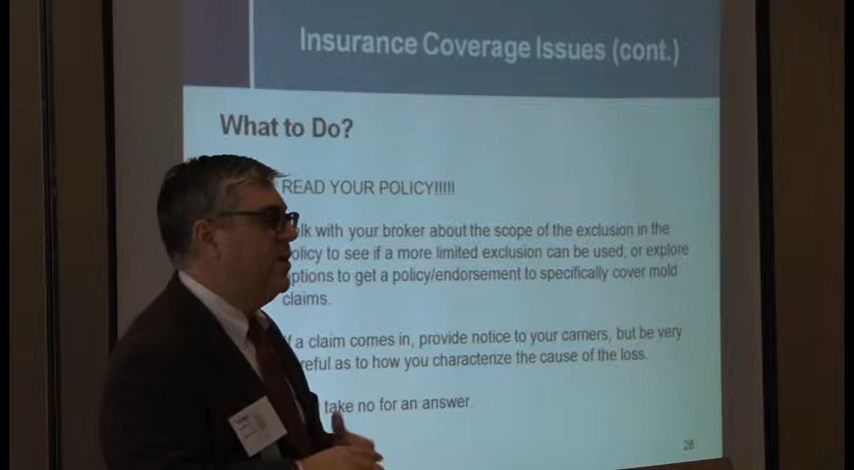 Insurance Coverage Issues (cont.)
What to Do?
READ YOUR POLICY!!!!!
lk with your broker about the scope of the exclusion in the
olicy to see if a more limited exclusion can be used, or explore
ptions to get a policy/endorsement to specifically cover mold
claims.
f a claim comes in, provide notice to your carriers, but be very
reful as to how you characterize the cause of the loss.
take no for an answer.
28